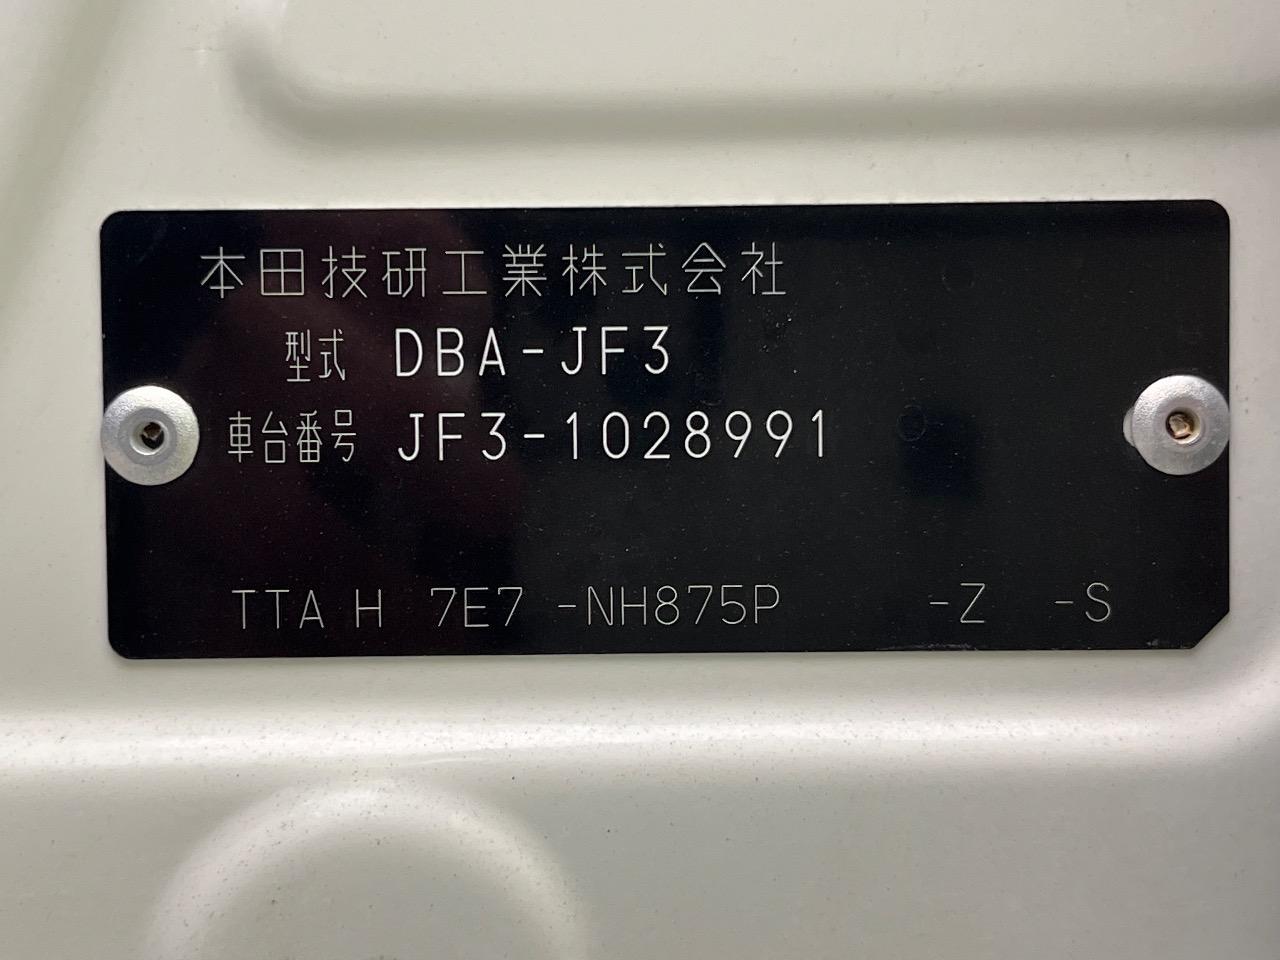 本田技研工業株式会社
型式 DBA-JF3
車台番号 JF3-1028991
TTA H 7E7 -NH875P -Z -S